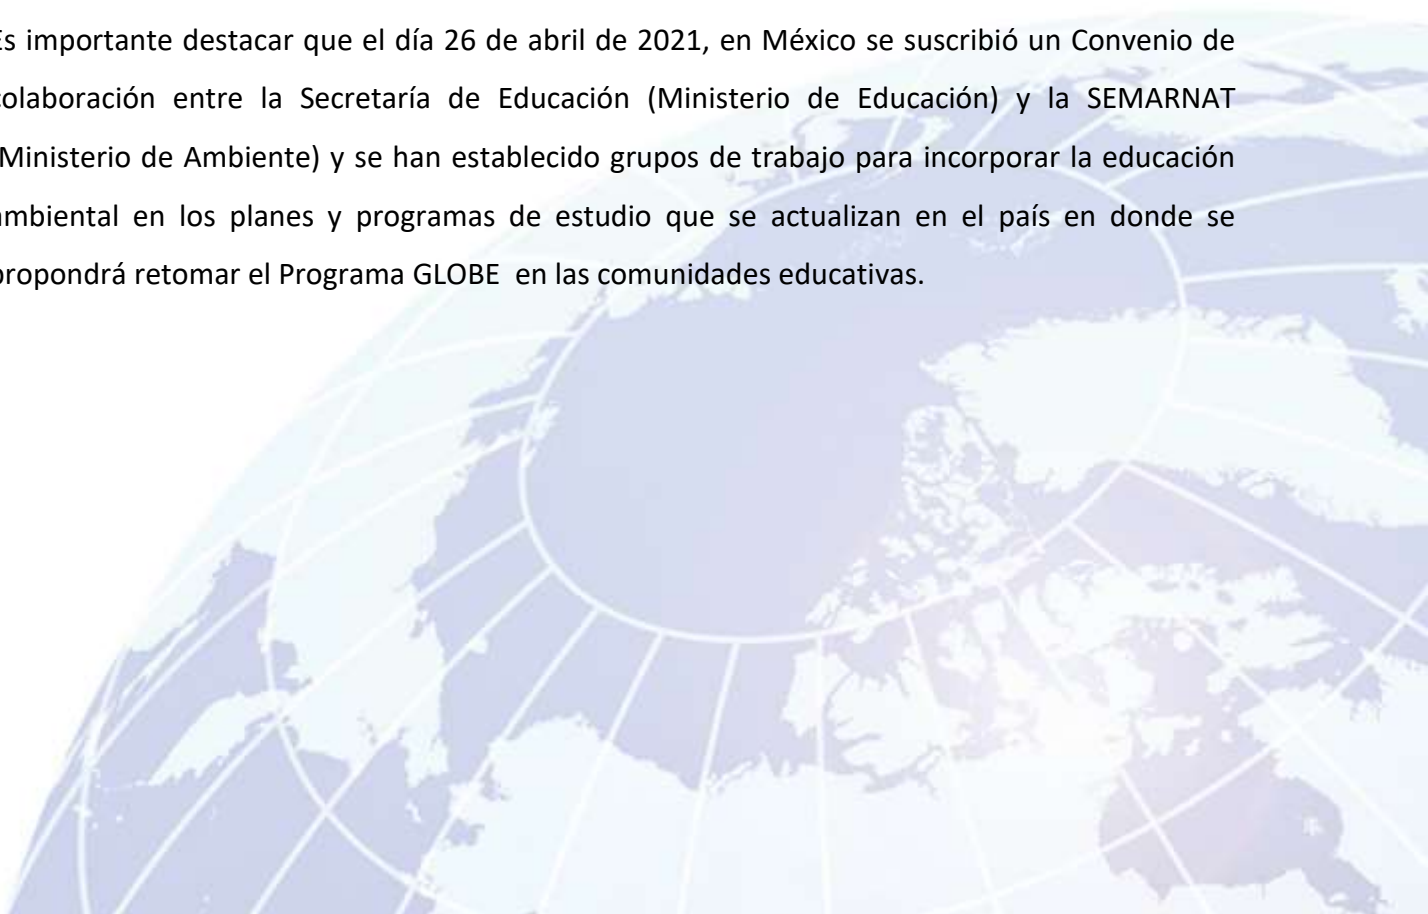 Es importante destacar que el día 26 de abril de 2021, en México se suscribió un Convenio de
colaboración entre la Secretaría de Educación (Ministerio de Educación) y la SEMARNAT
(Ministerio de Ambiente) y se han establecido grupos de trabajo para incorporar la educación
ambiental en los planes y programas de estudio que se actualizan en el país en donde se
propondrá retomar el Programa GLOBE en las comunidades educativas.